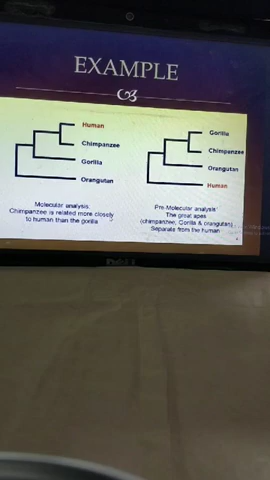 EXAMPLE
Human
Chimpanzee
Gorilla
Orangutan
Molecular analysis:
Chimpanzee is related more closely
to human than the gorilla
Gorilla
Chimpanzee
Orangutan
Human
Pre-Molecular analysis
The great apes
(chimpanzee, Gorilla & orangutan)
Separate from the human